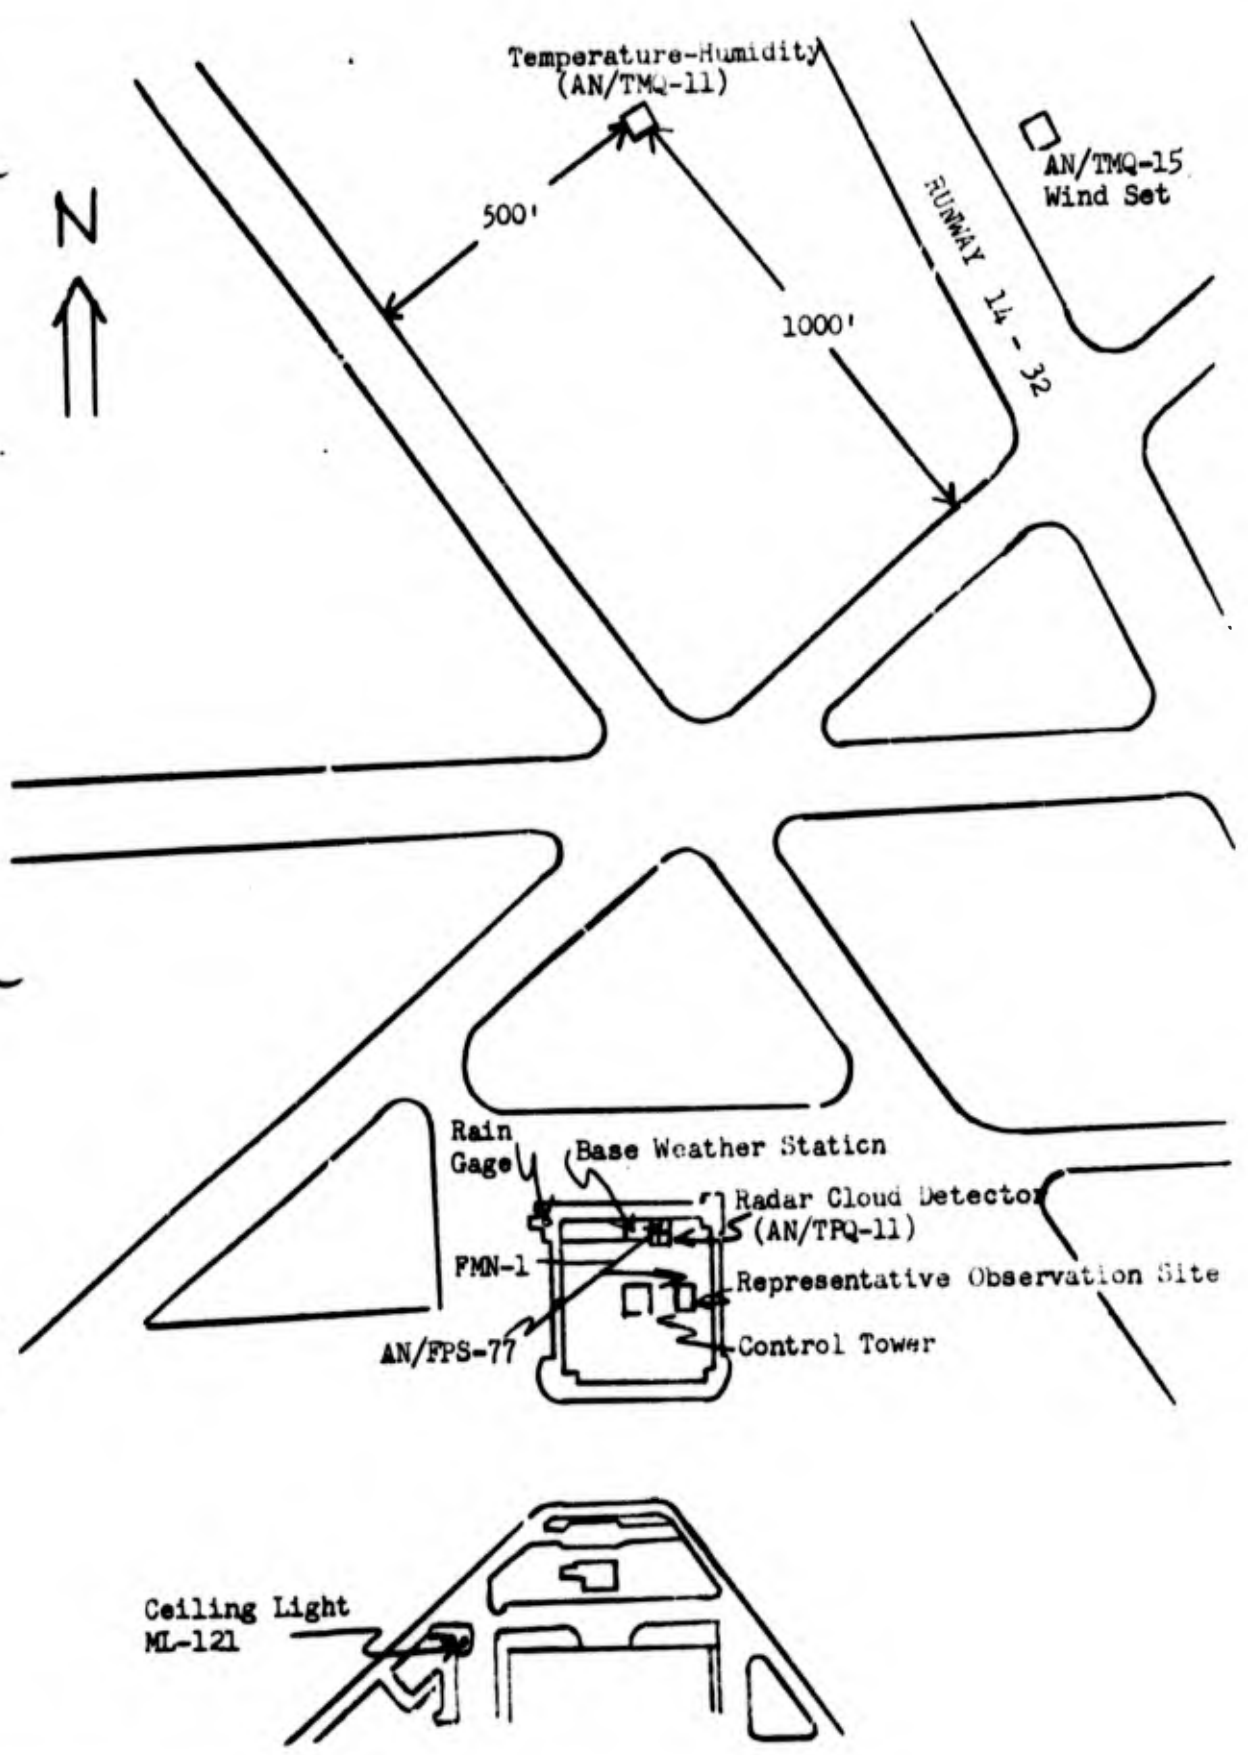 Temperature-Humidity
(AN/TMQ-11)
AN/TMQ-15
Wind Set
N
500'
RUNWAY 14 - 32
1000'
Rain
Gage
Base Weather Station
Radar Cloud Detector
(AN/TPQ-11)
FMN-1
Representative Observation Site
AN/FPS-77
Control Tower
Ceiling Light
ML-121